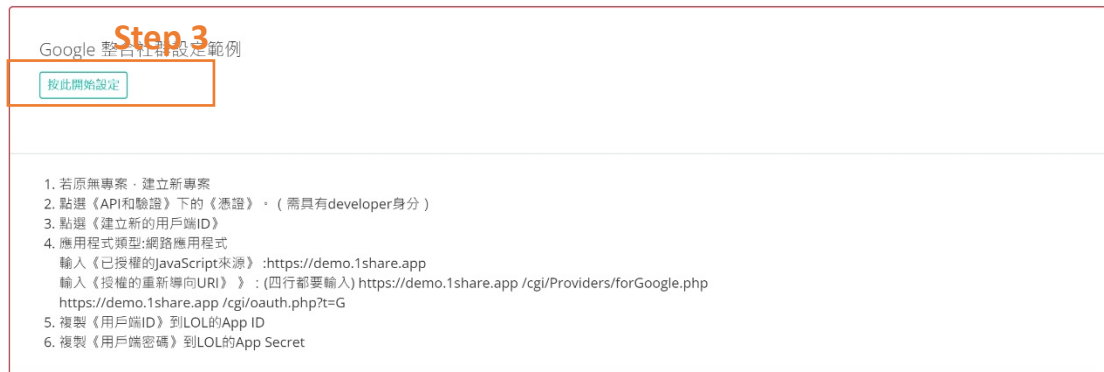 Step 3
Google 整合社群設定範例
按此開始設定
1. 若原無專案，建立新專案
2. 點選《API和驗證》下的《憑證》。( 需具有developer身分 )
3. 點選《建立新的用戶端ID》
4. 應用程式類型:網路應用程式
輸入《已授權的JavaScript來源》 :https://demo.1share.app
輸入《授權的重新導向URI》 》 : (四行都要輸入) https://demo.1share.app /cgi/Providers/forGoogle.php
https://demo.1share.app /cgi/oauth.php?t=G
5. 複製《用戶端ID》到LOL的App ID
6. 複製《用戶端密碼》到LOL的App Secret